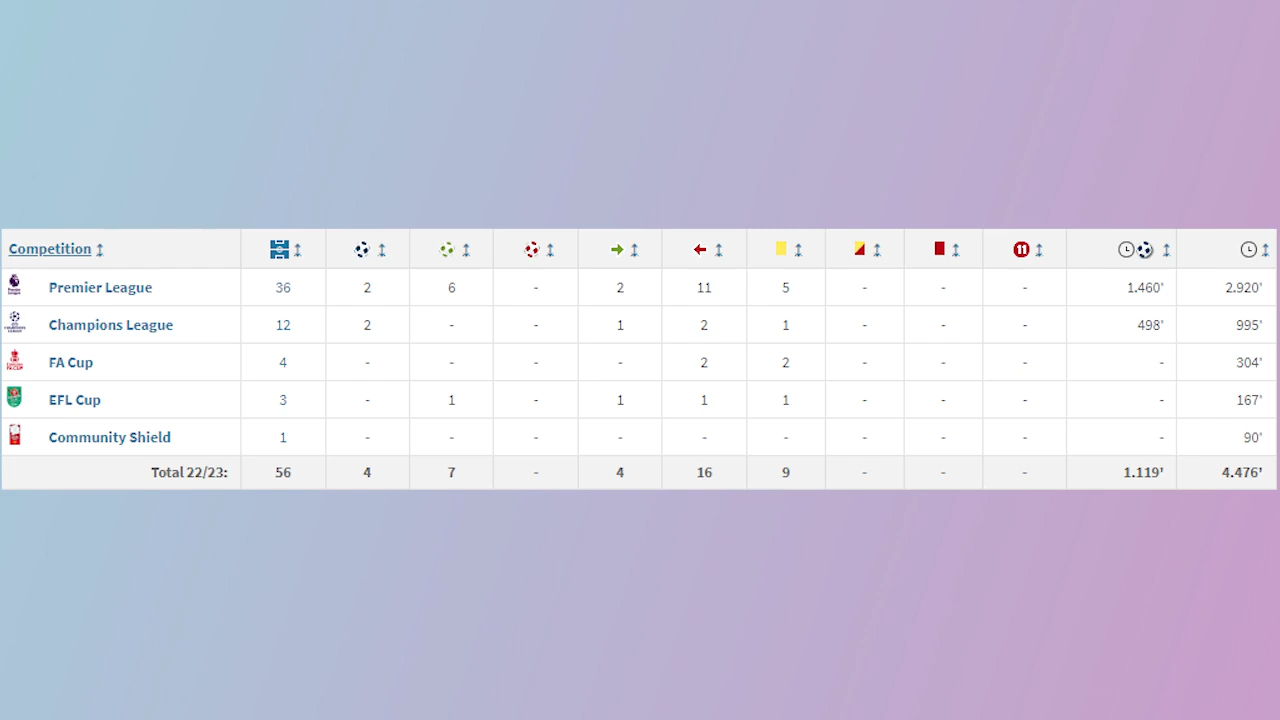 Competition
Premier League 36 2 6 - 2 11 5 - - - 1.460' 2.920'
Champions League 12 2 - - 1 2 1 - - - 498' 995'
FA Cup 4 - - - - 2 2 - - - - 304'
EFL Cup 3 - 1 - 1 1 1 - - - - 167'
Community Shield 1 - - - - - - - - - - 90'
Total 22/23: 56 4 7 - 4 16 9 - - - 1.119' 4.476'